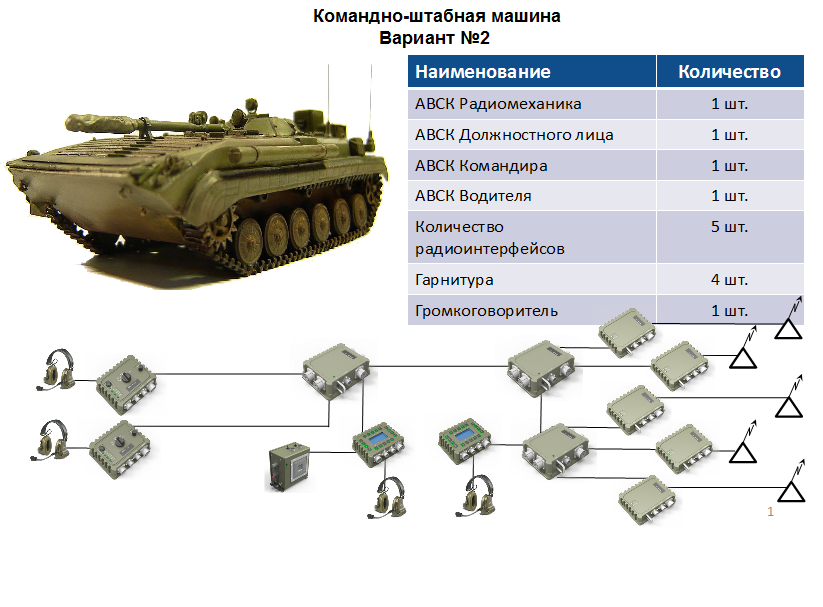 Командно-штабная машина
Вариант №2
Наименование Количество
АВСК Радиомеханика 1 шт.
АВСК Должностного лица 1 шт.
АВСК Командира 1 шт.
АВСК Водителя 1 шт.
Количество
радиоинтерфейсов 5 шт.
Гарнитура 4 шт.
Громкоговоритель 1 шт.
1